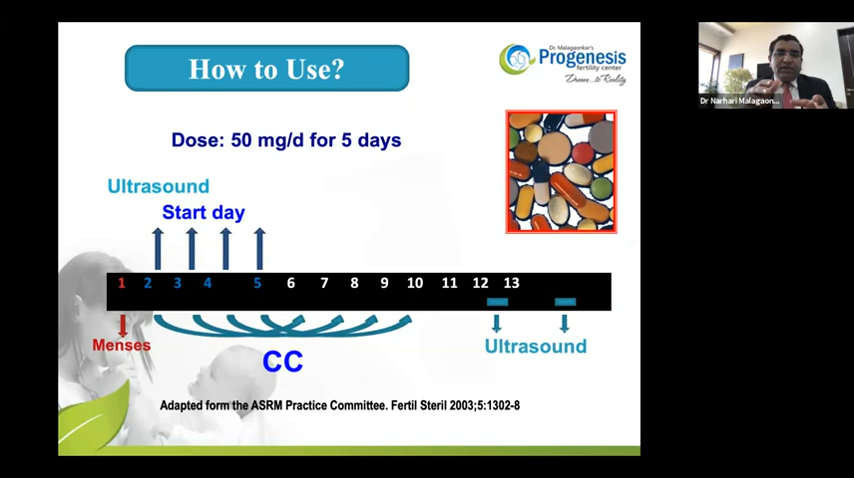 How to Use?
Dr. Malagaonkar's
Progenesis
fertility center
Dream...to Reality
Dr Narhari Malagaon...
Dose: 50 mg/d for 5 days
Ultrasound
Start day
1 2 3 4 5 6 7 8 9 10 11 12 13
Menses
Ultrasound
CC
Adapted form the ASRM Practice Committee. Fertil Steril 2003;5:1302-8